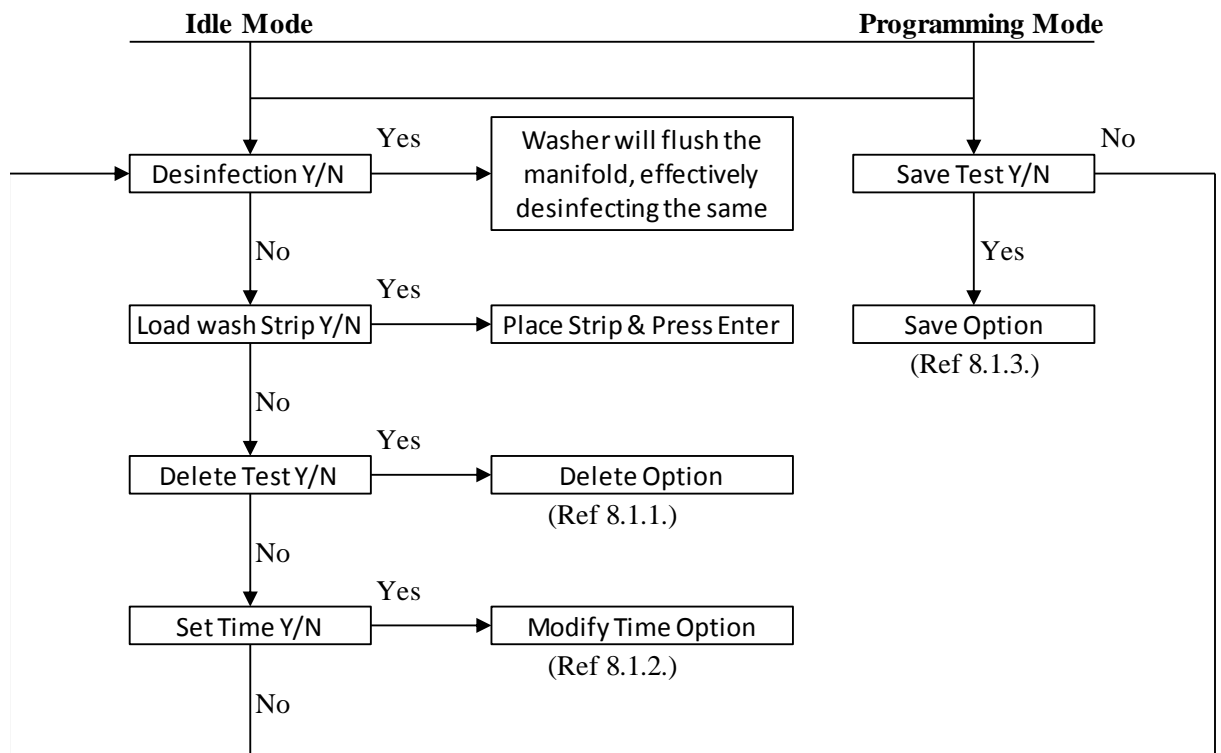 Idle Mode
Programming Mode
Yes
Washer will flush the
manifold, effectively
desinfecting the same
No
Desinfection Y/N
Save Test Y/N
No
Yes
Yes
Load wash Strip Y/N
Place Strip & Press Enter
Save Option
(Ref 8.1.3.)
No
Yes
Delete Test Y/N
Delete Option
(Ref 8.1.1.)
No
Yes
Set Time Y/N
Modify Time Option
(Ref 8.1.2.)
No